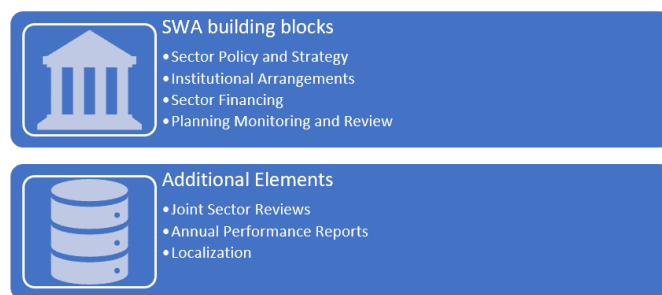 SWA building blocks
•Sector Policy and Strategy
•Institutional Arrangements
•Sector Financing
•Planning Monitoring and Review
Additional Elements
•Joint Sector Reviews
•Annual Performance Reports
•Localization